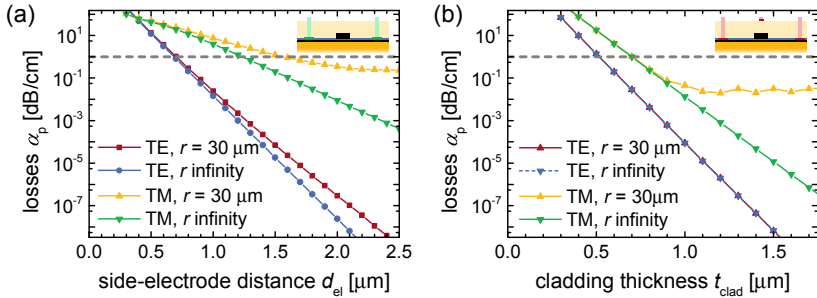 (a)
losses αp [dB/cm]
10^1
10^-1
10^-3
10^-5
10^-7
TE, r = 30 μm
TE, r infinity
TM, r = 30 μm
TM, r infinity
0.0 0.5 1.0 1.5 2.0 2.5
side-electrode distance d_el [μm]
(b)
losses αp [dB/cm]
10^1
10^-1
10^-3
10^-5
10^-7
TE, r = 30 μm
TE, r infinity
TM, r = 30μm
TM, r infinity
0.0 0.5 1.0 1.5
cladding thickness t_clad [μm]